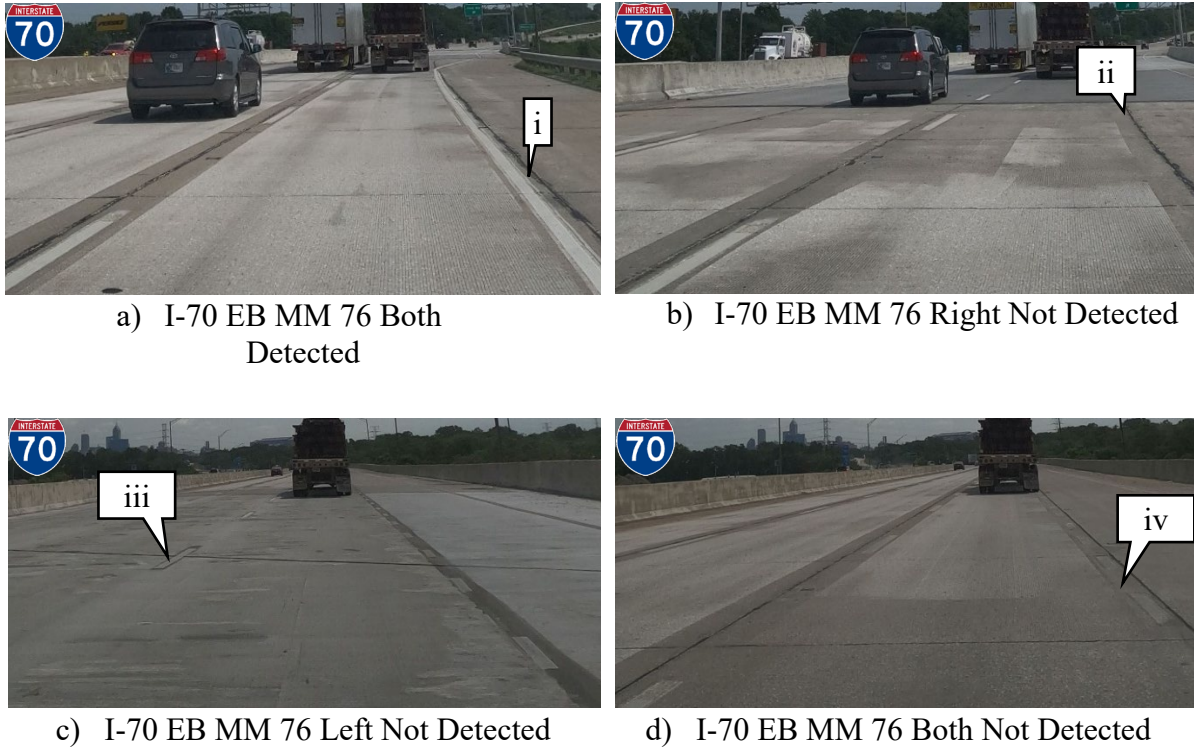 INTERSTATE
70
i
a) I-70 EB MM 76 Both
Detected
INTERSTATE
70
ii
b) I-70 EB MM 76 Right Not Detected
INTERSTATE
70
iii
c) I-70 EB MM 76 Left Not Detected
INTERSTATE
70
iv
d) I-70 EB MM 76 Both Not Detected